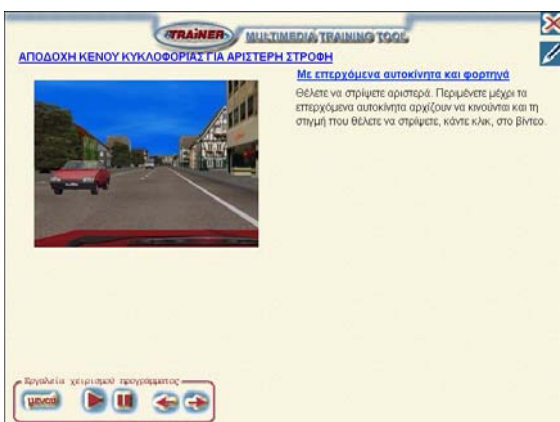 TRAINER MULTIMEDIA TRAINING TOOL
ΑΠΟΔΟΧΗ ΚΕΝΟΥ ΚΥΚΛΟΦΟΡΙΑΣ ΓΙΑ ΑΡΙΣΤΕΡΗ ΣΤΡΟΦΗ
Με επερχόμενα αυτοκίνητα και φορτηγά
Θέλετε να στρίψετε αριστερά. Περιμένετε μέχρι τα
επερχόμενα αυτοκίνητα αρχίζουν να κινούνται και τη
στιγμή που θέλετε να στρίψετε, κάντε κλικ, στο βίντεο.
Εργαλεία χειρισμού προγράμματος
μενού